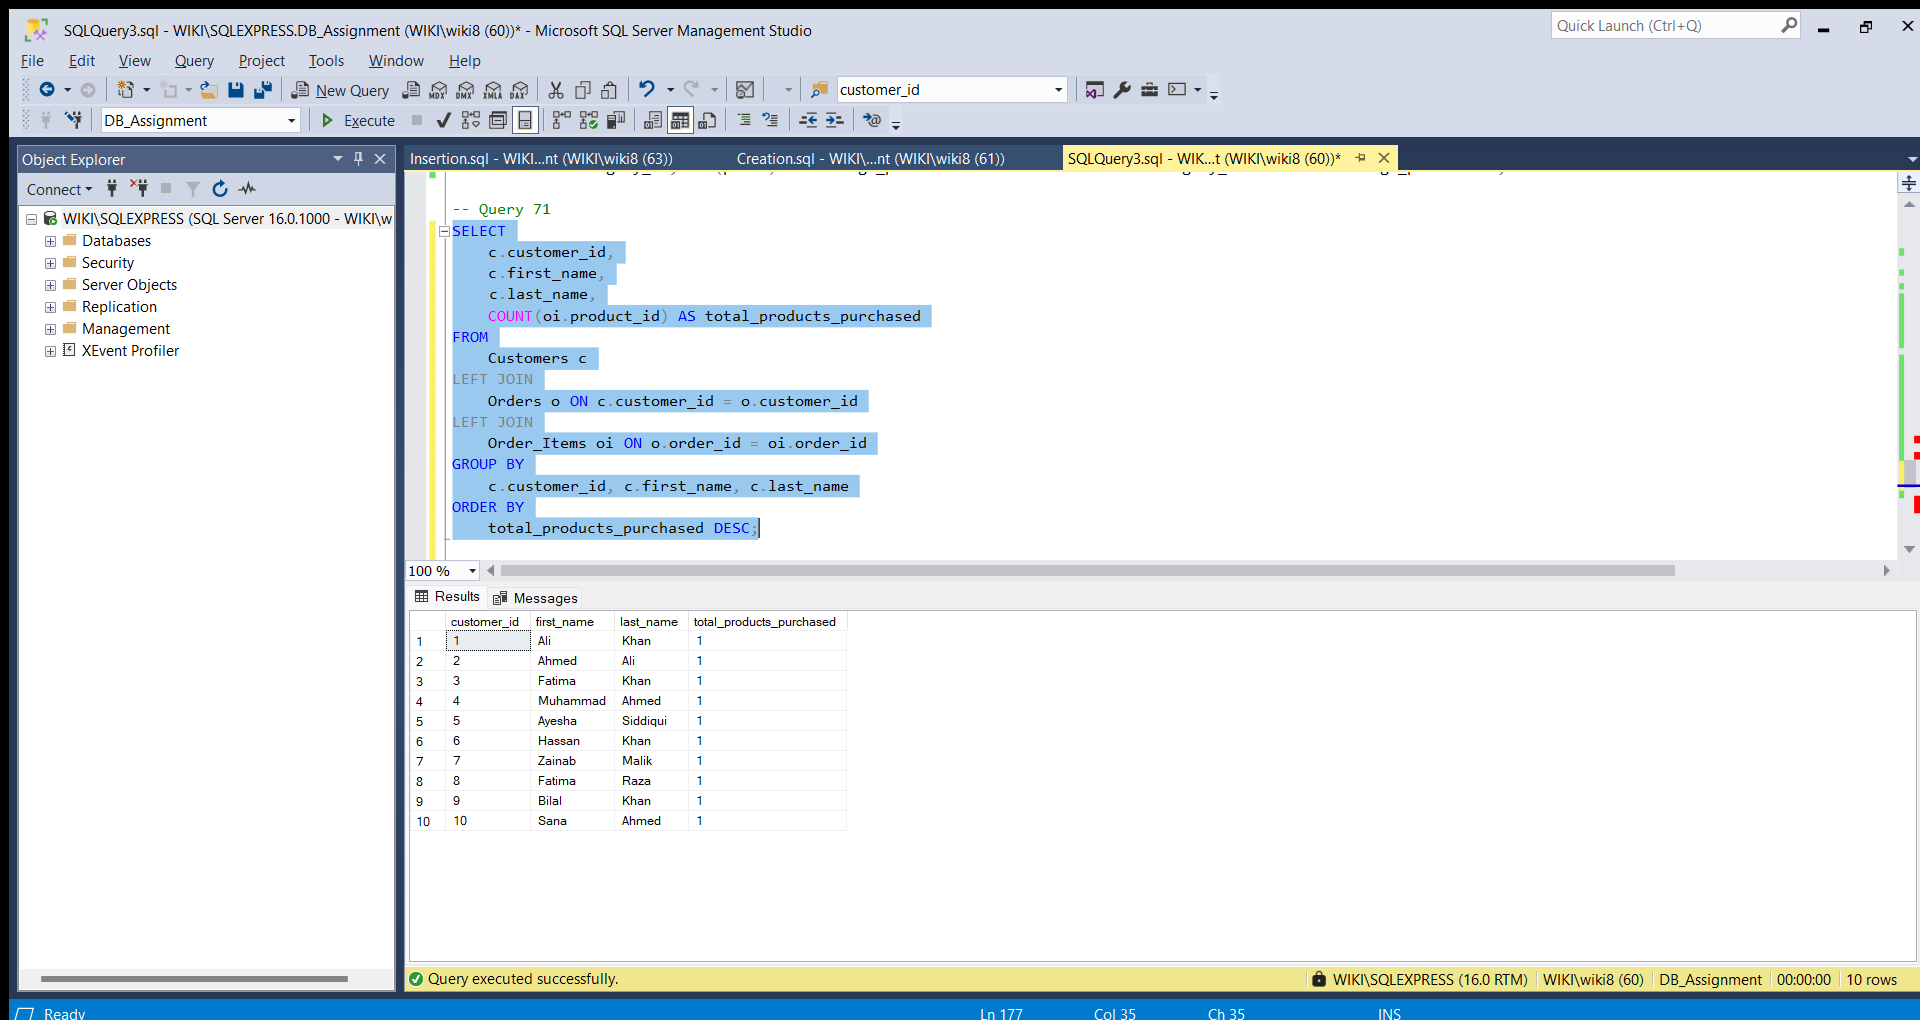 SQLQuery3.sql - WIKI\SQLEXPRESS.DB_Assignment (WIKI\wiki8 (60))* - Microsoft SQL Server Management Studio
Quick Launch (Ctrl+Q)
File Edit View Query Project Tools Window Help
New Query MDX DMX XMLA DAX customer_id
DB_Assignment Execute
Object Explorer
Insertion.sql - WIKI...nt (WIKI\wiki8 (63)) Creation.sql - WIKI\...nt (WIKI\wiki8 (61)) SQLQuery3.sql - WIK...t (WIKI\wiki8 (60))*
Connect
WIKI\SQLEXPRESS (SQL Server 16.0.1000 - WIKI\w
Databases
Security
Server Objects
Replication
Management
XEvent Profiler
-- Query 71
SELECT
c.customer_id,
c.first_name,
c.last_name,
COUNT(oi.product_id) AS total_products_purchased
FROM
Customers c
LEFT JOIN
Orders o ON c.customer_id = o.customer_id
LEFT JOIN
Order_Items oi ON o.order_id = oi.order_id
GROUP BY
c.customer_id, c.first_name, c.last_name
ORDER BY
total_products_purchased DESC;
100 %
Results Messages
customer_id first_name last_name total_products_purchased
1 1 Ali Khan 1
2 2 Ahmed Ali 1
3 3 Fatima Khan 1
4 4 Muhammad Ahmed 1
5 5 Ayesha Siddiqui 1
6 6 Hassan Khan 1
7 7 Zainab Malik 1
8 8 Fatima Raza 1
9 9 Bilal Khan 1
10 10 Sana Ahmed 1
Query executed successfully. WIKI\SQLEXPRESS (16.0 RTM) WIKI\wiki8 (60) DB_Assignment 00:00:00 10 rows
Ready Ln 177 Col 35 Ch 35 INS